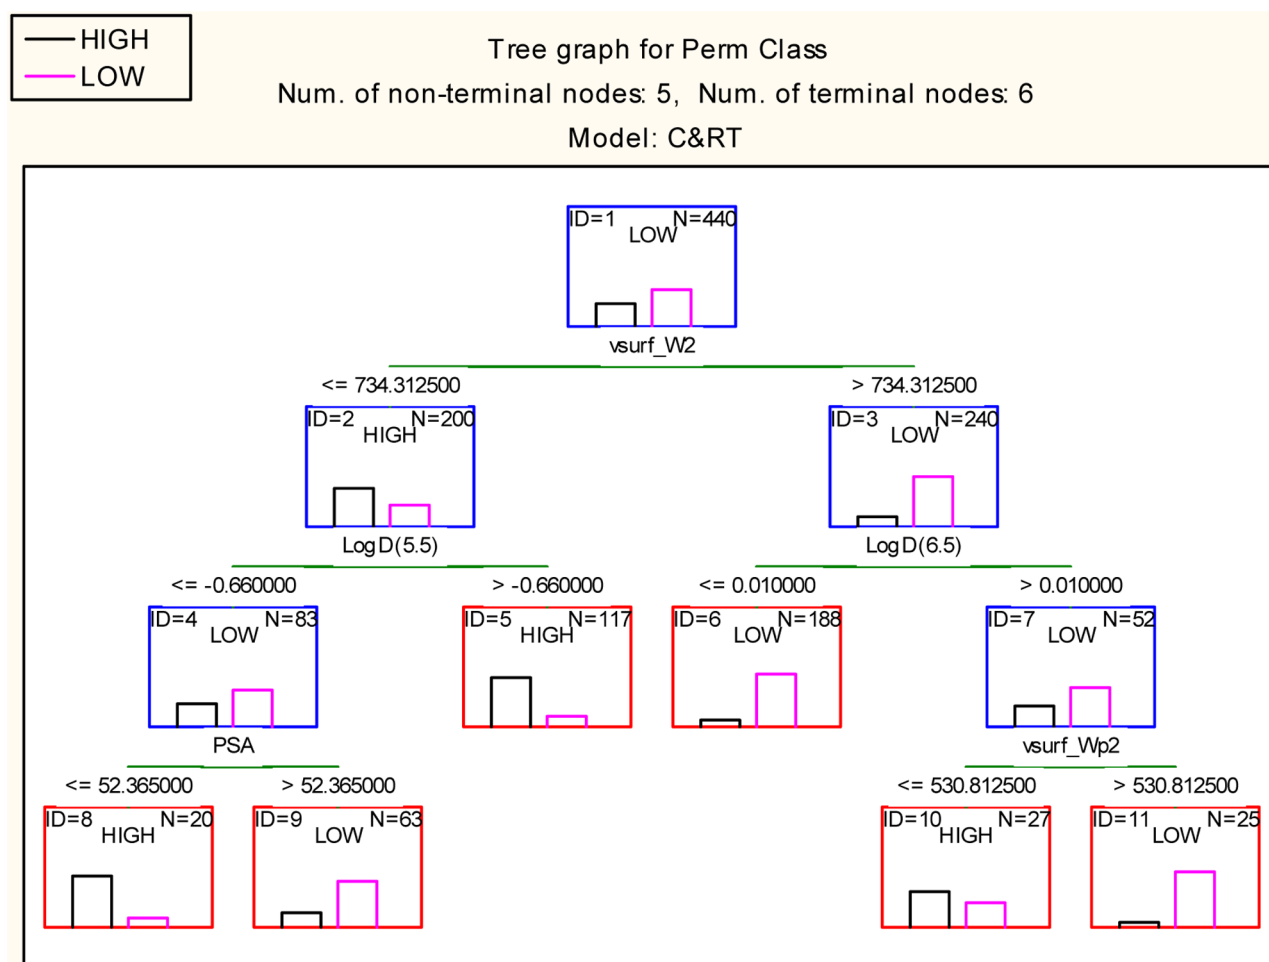 HIGH
LOW
Tree graph for Perm Class
Num. of non-terminal nodes: 5, Num. of terminal nodes: 6
Model: C&RT
ID=1 N=440
LOW
vsurf_W2
<= 734.312500 > 734.312500
ID=2 N=200 ID=3 N=240
HIGH LOW
LogD(5.5) LogD(6.5)
<= -0.660000 > -0.660000 <= 0.010000 > 0.010000
ID=4 N=83 ID=5 N=117 ID=6 N=188 ID=7 N=52
LOW HIGH LOW LOW
PSA vsurf_Wp2
<= 52.365000 > 52.365000 <= 530.812500 > 530.812500
ID=8 N=20 ID=9 N=63 ID=10 N=27 ID=11 N=25
HIGH LOW HIGH LOW